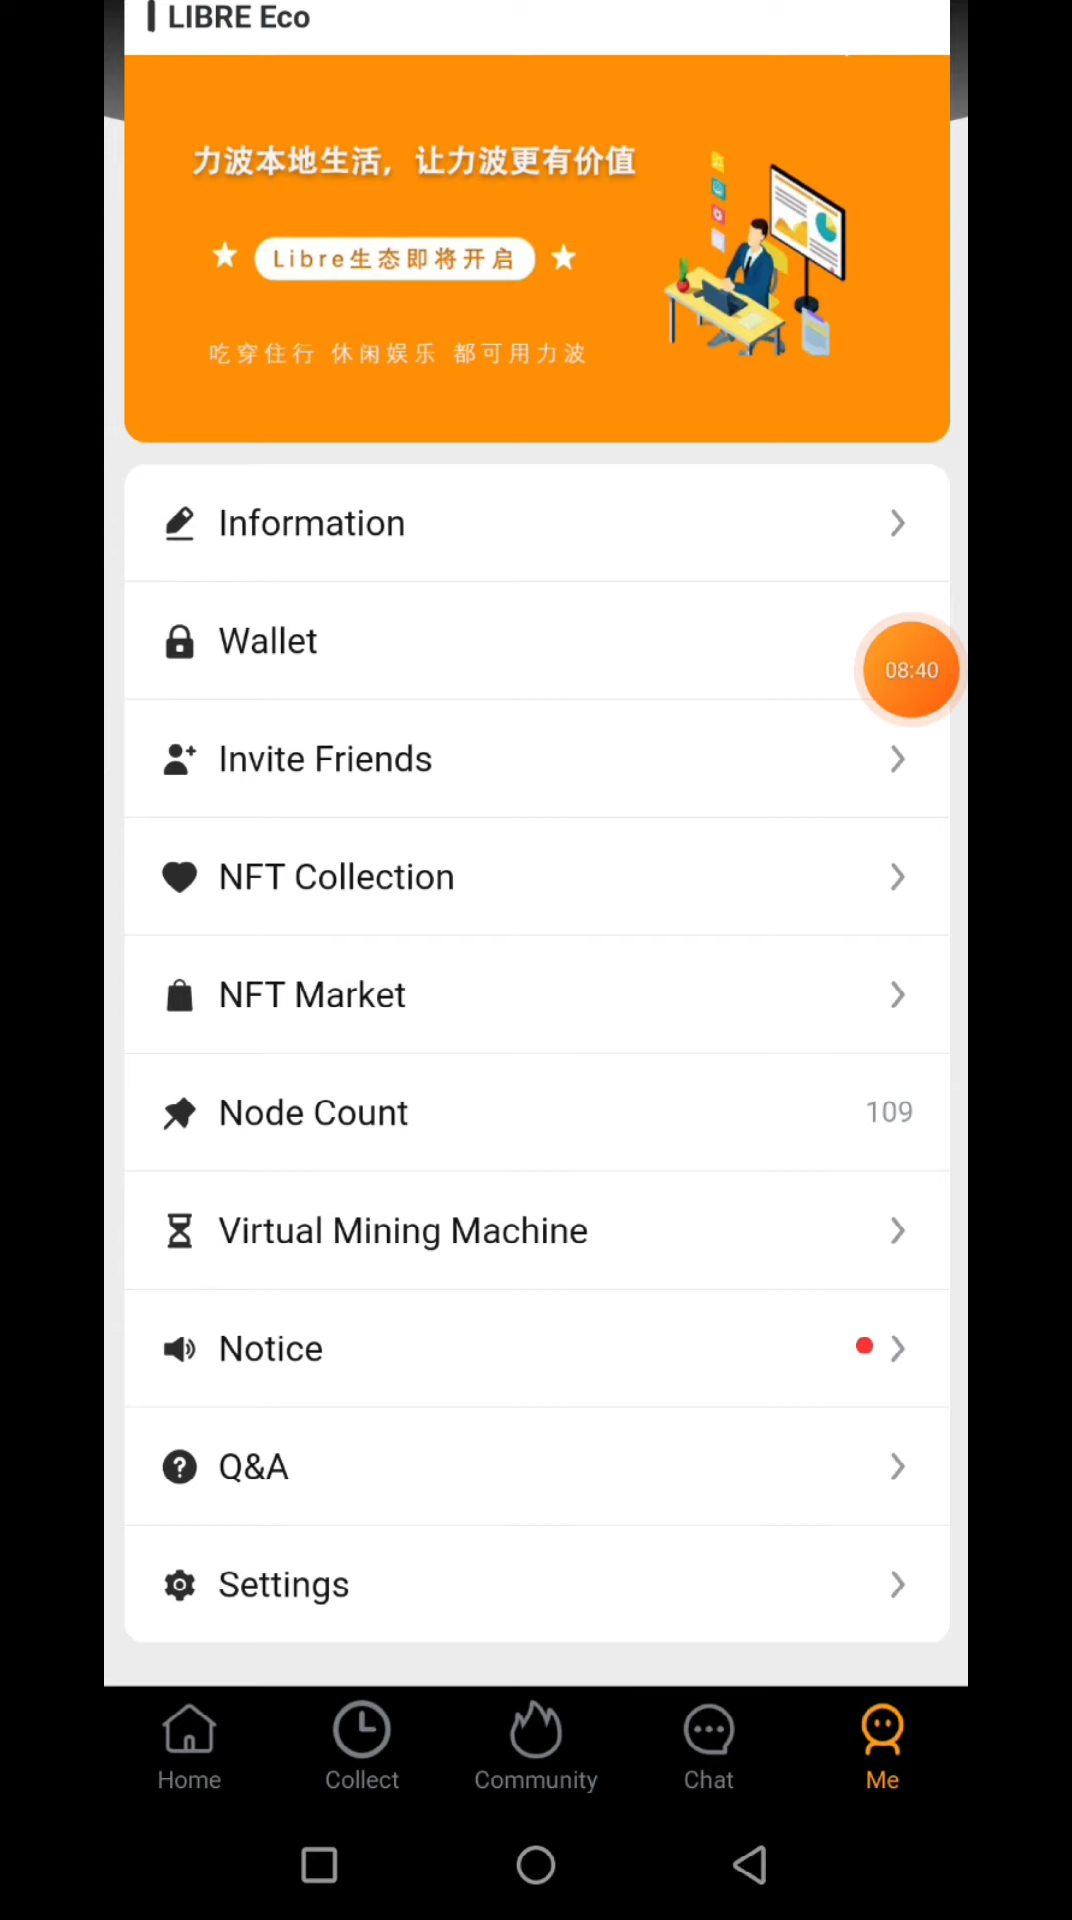 LIBRE Eco
力波本地生活，让力波更有价值
Libre生态即将开启
吃穿住行 休闲娱乐 都可用力波
Information
Wallet
08:40
Invite Friends
NFT Collection
NFT Market
Node Count 109
Virtual Mining Machine
Notice
Q&A
Settings
Home Collect Community Chat Me